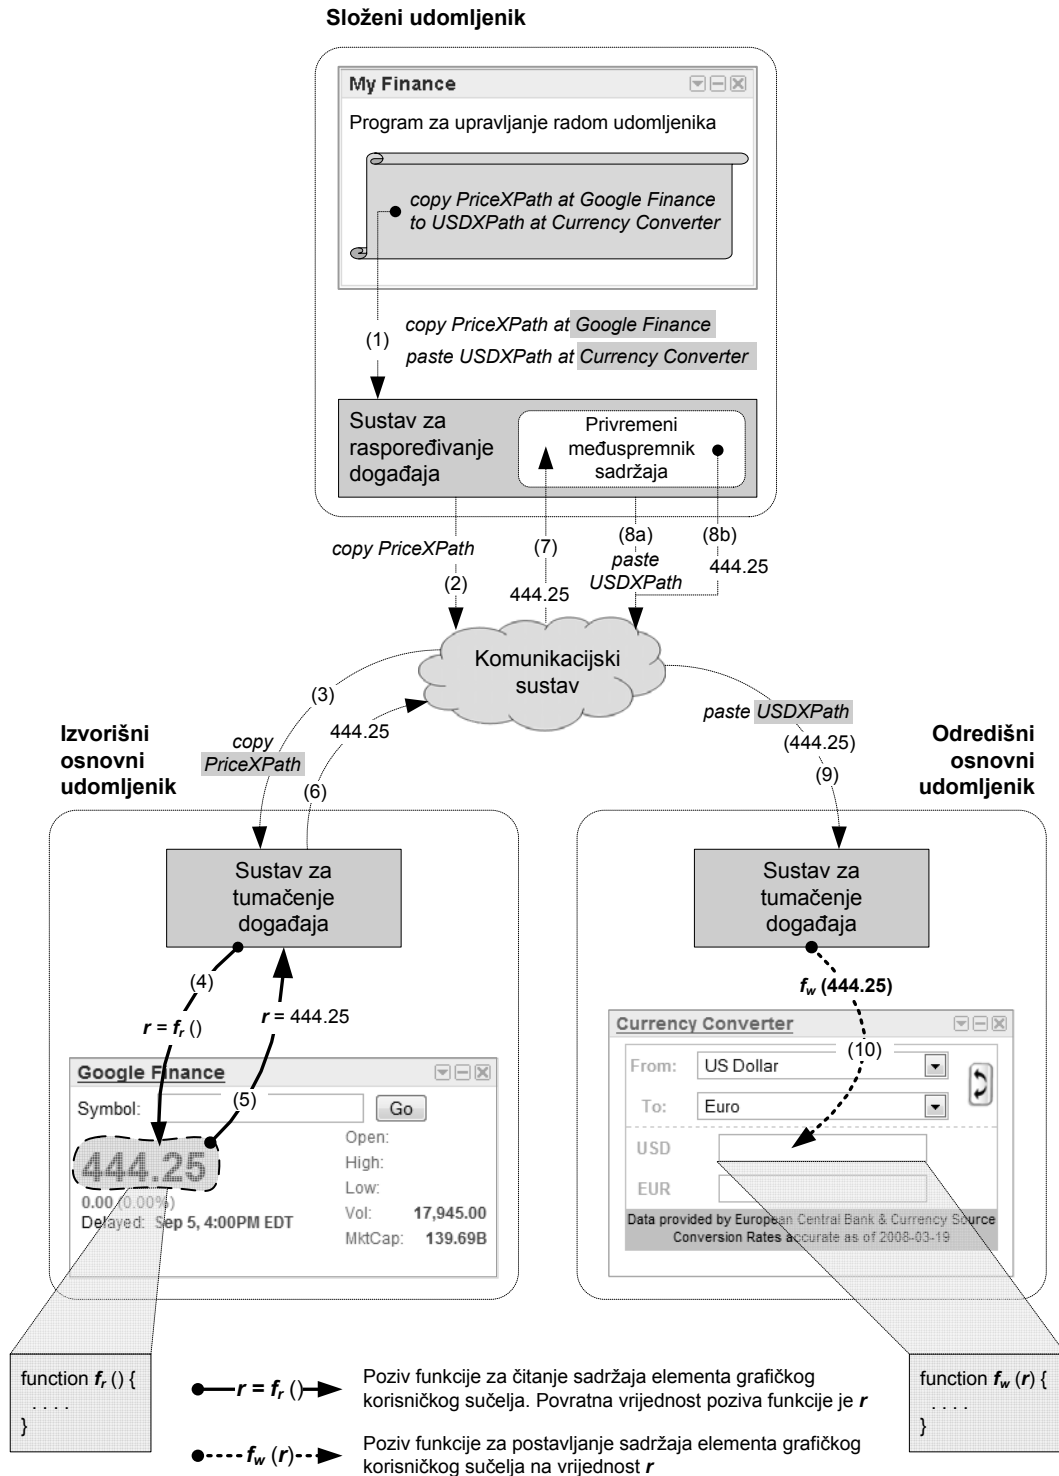 Složeni udomljenik
My Finance
Program za upravljanje radom udomljenika
copy PriceXPath at Google Finance
to USDXPath at Currency Converter
(1)
copy PriceXPath at Google Finance
paste USDXPath at Currency Converter
Sustav za
raspoređivanje
događaja
Privremeni
međuspremnik
sadržaja
copy PriceXPath
(2)
(7)
444.25
(8a)
paste
USDXPath
(8b)
444.25
Komunikacijski
sustav
(3)
copy
PriceXPath
444.25
(6)
paste USDXPath
(444.25)
(9)
Izvorišni
osnovni
udomljenik
Odredišni
osnovni
udomljenik
Sustav za
tumačenje
događaja
Sustav za
tumačenje
događaja
(4)
r = fr ()
r = 444.25
(5)
fw (444.25)
(10)
Google Finance
Symbol:
Go
444.25
0.00 (0.00%)
Delayed: Sep 5, 4:00PM EDT
Open:
High:
Low:
Vol: 17,945.00
MktCap: 139.69B
Currency Converter
From: US Dollar
To: Euro
USD
EUR
Data provided by European Central Bank & Currency Source
Conversion Rates accurate as of 2008-03-19
function fr () {
. . . .
}
function fw (r) {
. . . .
}
r = fr ()
Poziv funkcije za čitanje sadržaja elementa grafičkog
korisničkog sučelja. Povratna vrijednost poziva funkcije je r
fw (r)
Poziv funkcije za postavljanje sadržaja elementa grafičkog
korisničkog sučelja na vrijednost r